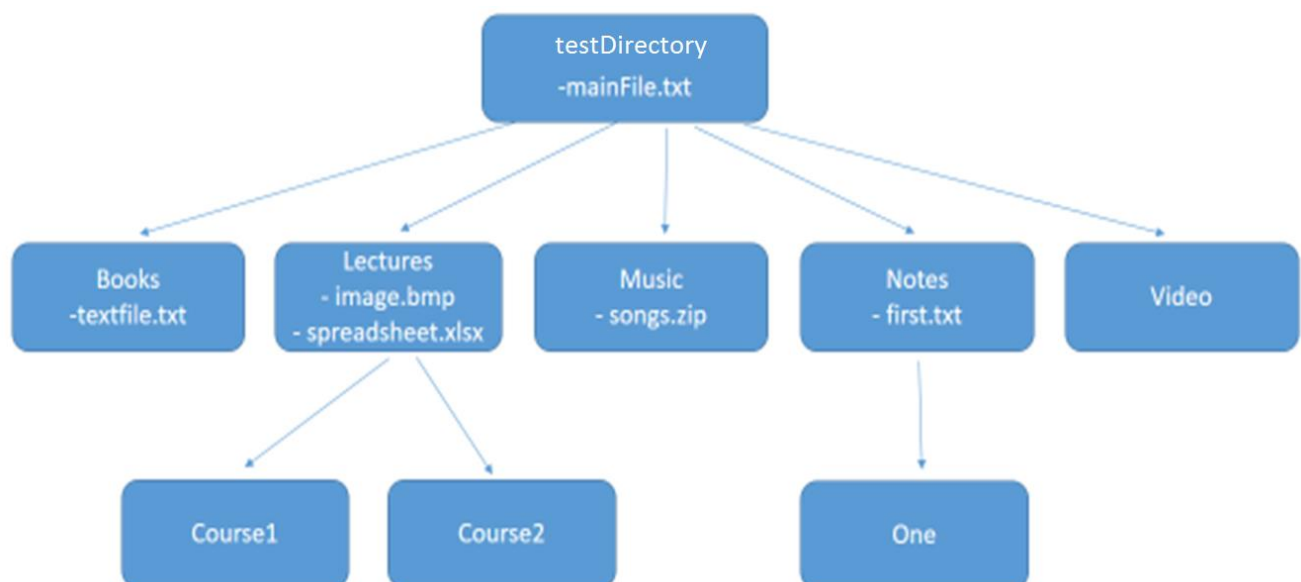 testDirectory
-mainFile.txt
Books
-textfile.txt
Lectures
- image.bmp
- spreadsheet.xlsx
Music
- songs.zip
Notes
- first.txt
Video
Course1
Course2
One